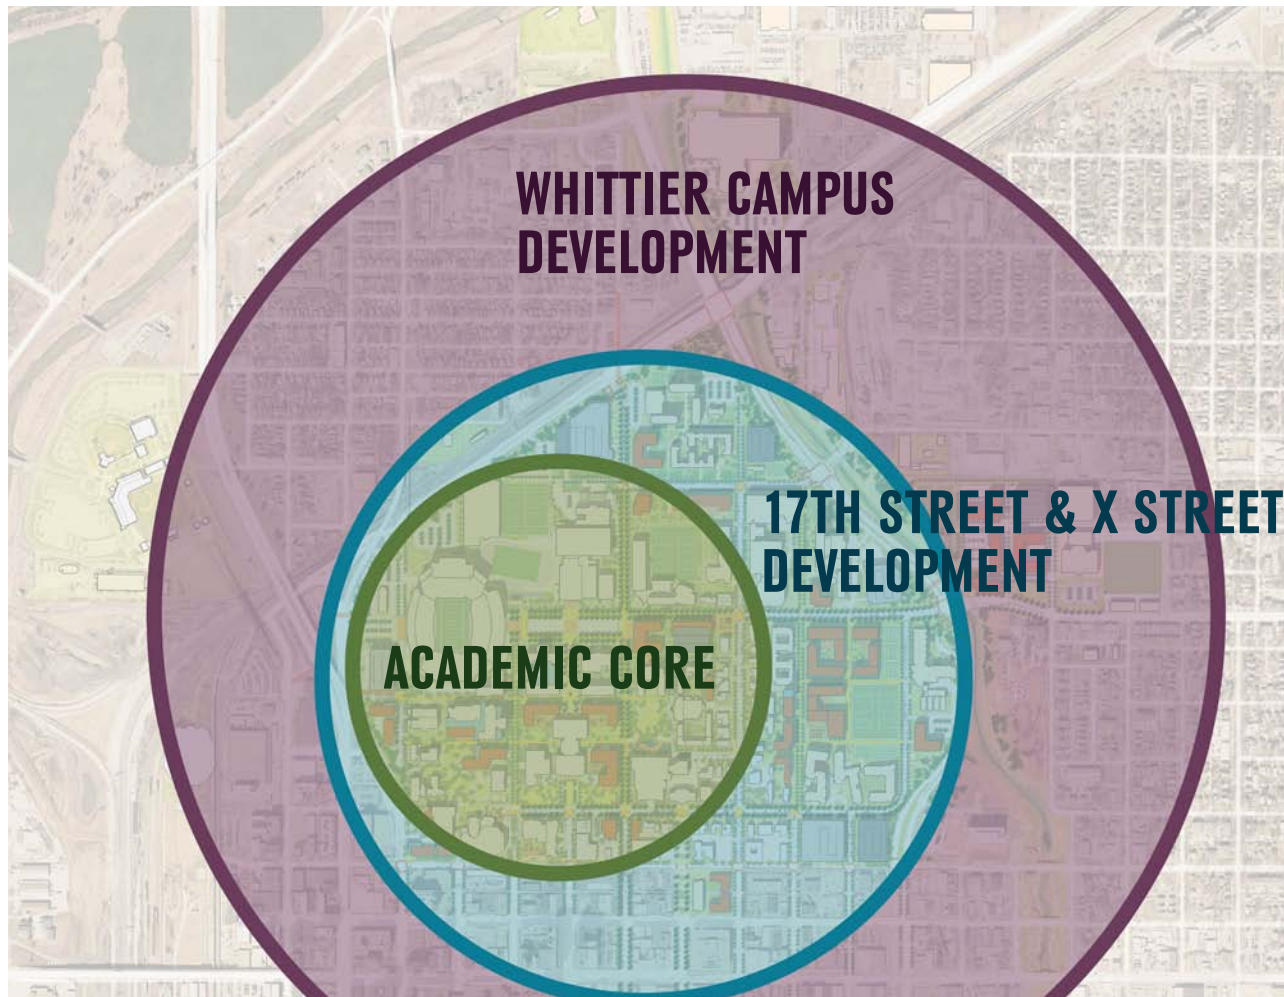 WHITTIER CAMPUS
DEVELOPMENT
17TH STREET & X STREET
DEVELOPMENT
ACADEMIC CORE